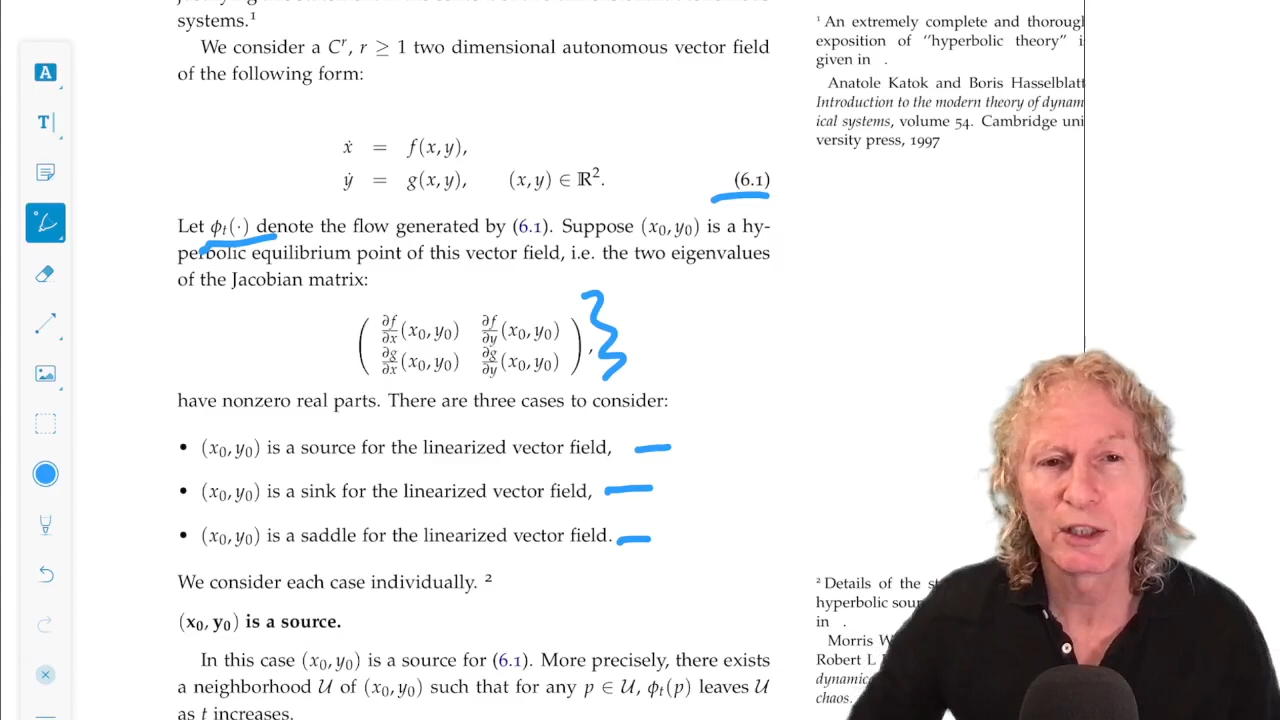 systems.¹
We consider a Cʳ, r ≥ 1 two dimensional autonomous vector field
of the following form:
ẋ = f(x, y),
ẏ = g(x, y), (x, y) ∈ ℝ². (6.1)
Let ϕₜ(·) denote the flow generated by (6.1). Suppose (x₀, y₀) is a hy-
perbolic equilibrium point of this vector field, i.e. the two eigenvalues
of the Jacobian matrix:
( ∂f/∂x (x₀, y₀) ∂f/∂y (x₀, y₀)
∂g/∂x (x₀, y₀) ∂g/∂y (x₀, y₀) ),
have nonzero real parts. There are three cases to consider:
• (x₀, y₀) is a source for the linearized vector field,
• (x₀, y₀) is a sink for the linearized vector field,
• (x₀, y₀) is a saddle for the linearized vector field.
We consider each case individually. ²
(x₀, y₀) is a source.
In this case (x₀, y₀) is a source for (6.1). More precisely, there exists
a neighborhood 𝒰 of (x₀, y₀) such that for any p ∈ 𝒰, ϕₜ(p) leaves 𝒰
as t increases.
¹ An extremely complete and thoroug
exposition of "hyperbolic theory" i
given in .
Anatole Katok and Boris Hasselblatt
Introduction to the modern theory of dynam
ical systems, volume 54. Cambridge uni
versity press, 1997
² Details of the
hyperbolic
in .
Morris W
Robert L
dynamic
chaos.
A
T